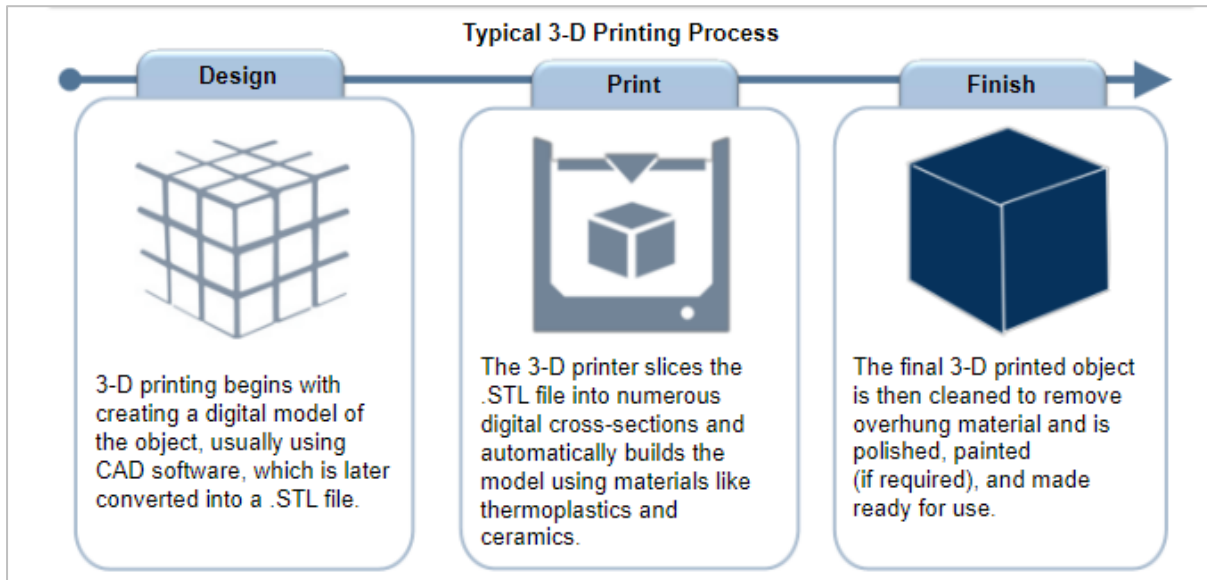 Typical 3-D Printing Process
Design
3-D printing begins with
creating a digital model of
the object, usually using
CAD software, which is later
converted into a .STL file.
Print
The 3-D printer slices the
.STL file into numerous
digital cross-sections and
automatically builds the
model using materials like
thermoplastics and
ceramics.
Finish
The final 3-D printed object
is then cleaned to remove
overhung material and is
polished, painted
(if required), and made
ready for use.